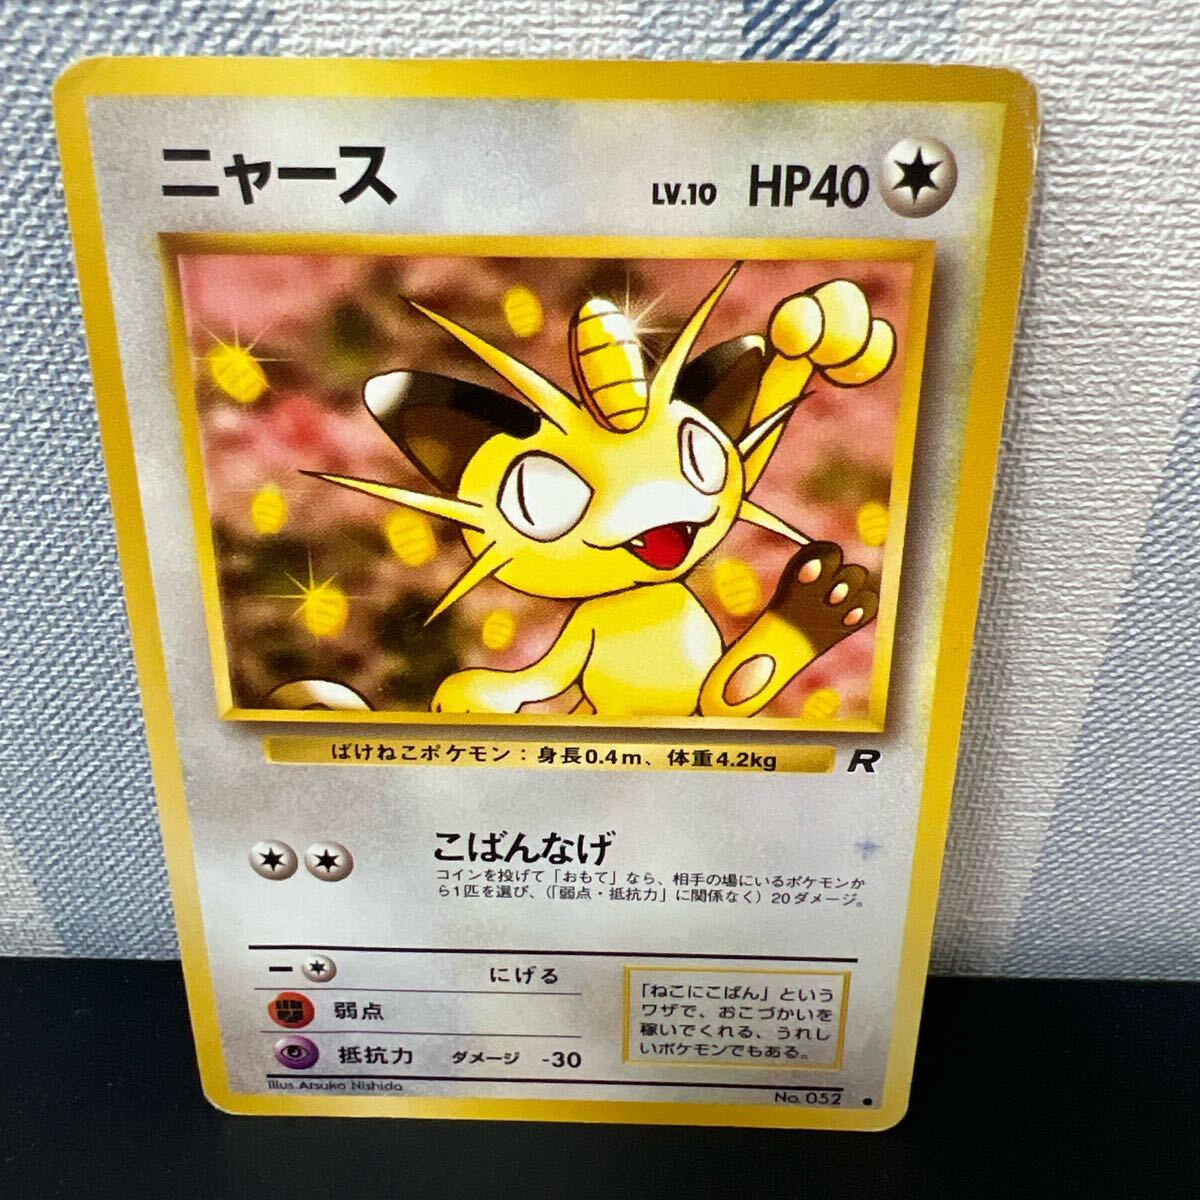 ニャース LV.10 HP40
ばけねこポケモン：身長0.4m、体重4.2kg R
こばんなげ
コインを投げて「おもて」なら、相手の場にいるポケモンか
ら1匹を選び、（「弱点・抵抗力」に関係なく）20ダメージ。
ー にげる
弱点
抵抗力 ダメージ -30
「ねこにこばん」という
ワザで、おこづかいを
稼いでくれる、うれし
いポケモンでもある。
Illus. Atsuko Nishida
No. 052 ●